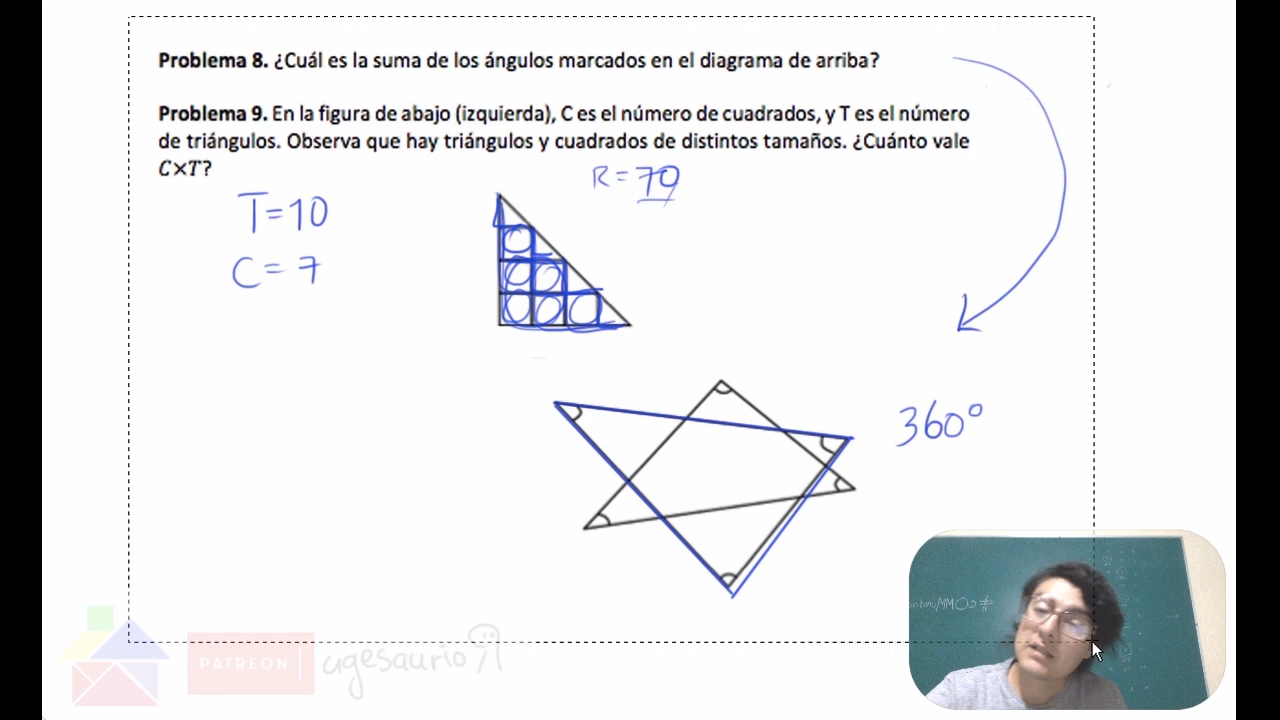 Problema 8. ¿Cuál es la suma de los ángulos marcados en el diagrama de arriba?
Problema 9. En la figura de abajo (izquierda), C es el número de cuadrados, y T es el número
de triángulos. Observa que hay triángulos y cuadrados de distintos tamaños. ¿Cuánto vale
C×T?
R=70
T=10
C=7
360°
PATREON
agesaurio